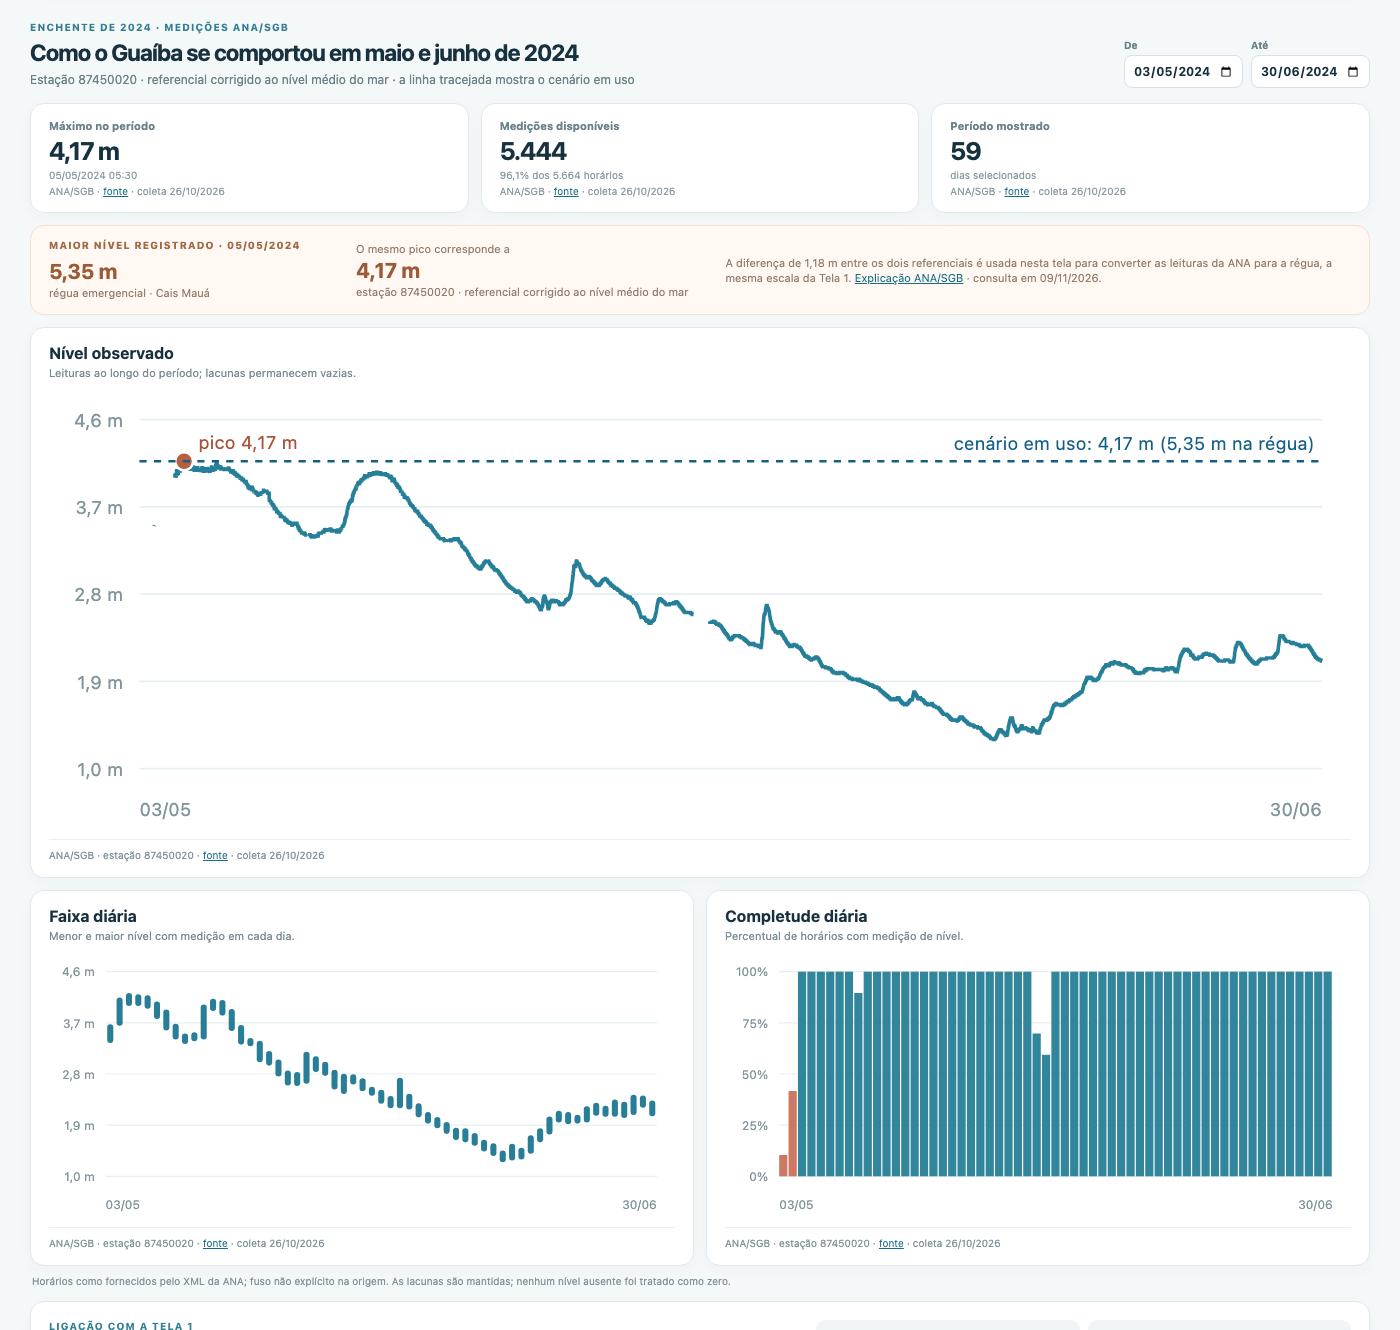 ENCHENTE DE 2024 · MEDIÇÕES ANA/SGB
Como o Guaíba se comportou em maio e junho de 2024
Estação 87450020 · referencial corrigido ao nível médio do mar · a linha tracejada mostra o cenário em uso
De
Até
03/05/2024
30/06/2024
Máximo no período
4,17 m
05/05/2024 05:30
ANA/SGB · fonte · coleta 26/10/2026
Medições disponíveis
5.444
96,1% dos 5.664 horários
ANA/SGB · fonte · coleta 26/10/2026
Período mostrado
59
dias selecionados
ANA/SGB · fonte · coleta 26/10/2026
MAIOR NÍVEL REGISTRADO · 05/05/2024
5,35 m
régua emergencial · Cais Mauá
O mesmo pico corresponde a
4,17 m
estação 87450020 · referencial corrigido ao nível médio do mar
A diferença de 1,18 m entre os dois referenciais é usada nesta tela para converter as leituras da ANA para a régua, a
mesma escala da Tela 1. Explicação ANA/SGB · consulta em 09/11/2026.
Nível observado
Leituras ao longo do período; lacunas permanecem vazias.
4,6 m
pico 4,17 m
cenário em uso: 4,17 m (5,35 m na régua)
3,7 m
2,8 m
1,9 m
1,0 m
03/05
30/06
ANA/SGB · estação 87450020 · fonte · coleta 26/10/2026
Faixa diária
Menor e maior nível com medição em cada dia.
4,6 m
3,7 m
2,8 m
1,9 m
1,0 m
03/05
30/06
ANA/SGB · estação 87450020 · fonte · coleta 26/10/2026
Completude diária
Percentual de horários com medição de nível.
100%
75%
50%
25%
0%
03/05
30/06
ANA/SGB · estação 87450020 · fonte · coleta 26/10/2026
Horários como fornecidos pelo XML da ANA; fuso não explícito na origem. As lacunas são mantidas; nenhum nível ausente foi tratado como zero.
LIGAÇÃO COM A TELA 1